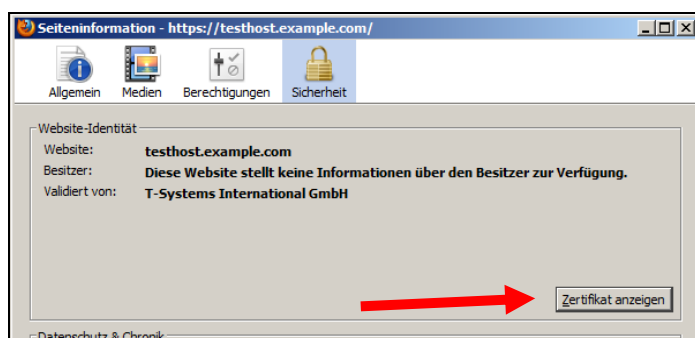 Seiteninformation - https://testhost.example.com/
Allgemein Medien Berechtigungen Sicherheit
Website-Identität
Website: testhost.example.com
Besitzer: Diese Website stellt keine Informationen über den Besitzer zur Verfügung.
Validiert von: T-Systems International GmbH
Zertifikat anzeigen
Datenschutz & Chronik